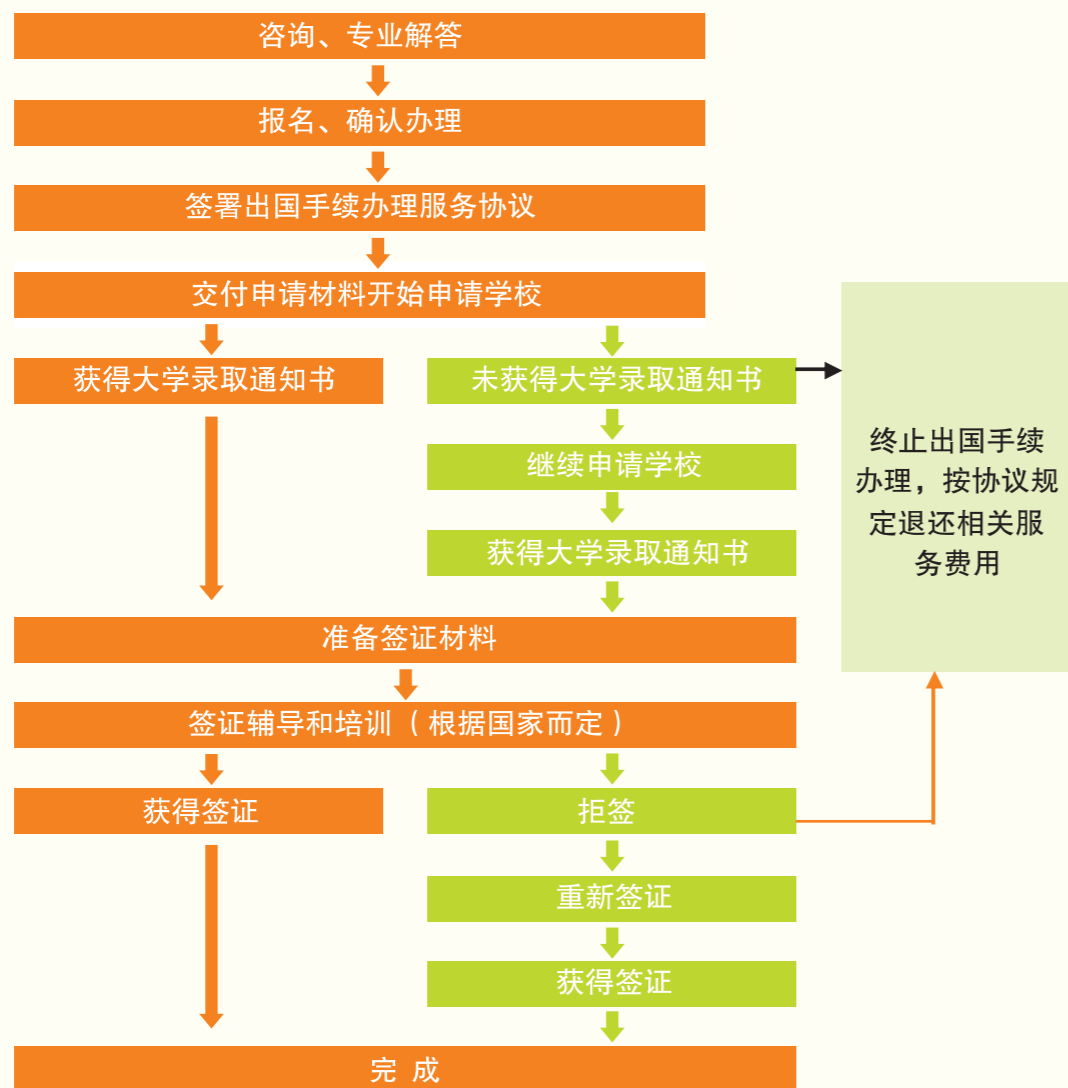 咨询、专业解答
报名、确认办理
签署出国手续办理服务协议
交付申请材料开始申请学校
获得大学录取通知书
未获得大学录取通知书
继续申请学校
获得大学录取通知书
终止出国手续
办理，按协议规
定退还相关服
务费用
准备签证材料
签证辅导和培训（根据国家而定）
获得签证
拒签
重新签证
获得签证
完 成